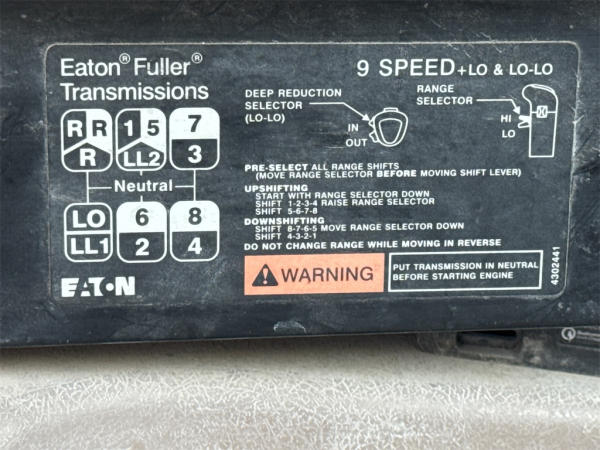 Eaton® Fuller®
Transmissions
9 SPEED +LO & LO-LO
DEEP REDUCTION
SELECTOR
(LO-LO)
IN
OUT
RANGE
SELECTOR
HI
LO
R R
R
1 5
LL2
7
3
Neutral
LO
LL1
6
2
8
4
PRE-SELECT ALL RANGE SHIFTS
(MOVE RANGE SELECTOR BEFORE MOVING SHIFT LEVER)
UPSHIFTING
START WITH RANGE SELECTOR DOWN
SHIFT 1-2-3-4 RAISE RANGE SELECTOR
SHIFT 5-6-7-8
DOWNSHIFTING
SHIFT 8-7-6-5 MOVE RANGE SELECTOR DOWN
SHIFT 4-3-2-1
DO NOT CHANGE RANGE WHILE MOVING IN REVERSE
EATON
WARNING
PUT TRANSMISSION IN NEUTRAL
BEFORE STARTING ENGINE
4302441